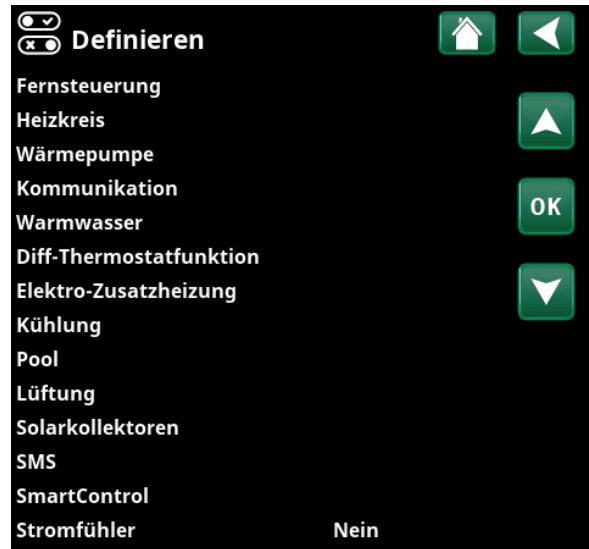 Definieren
Fernsteuerung
Heizkreis
Wärmepumpe
Kommunikation
Warmwasser
OK
Diff-Thermostatfunktion
Elektro-Zusatzheizung
Kühlung
Pool
Lüftung
Solarkollektoren
SMS
SmartControl
Stromfühler Nein